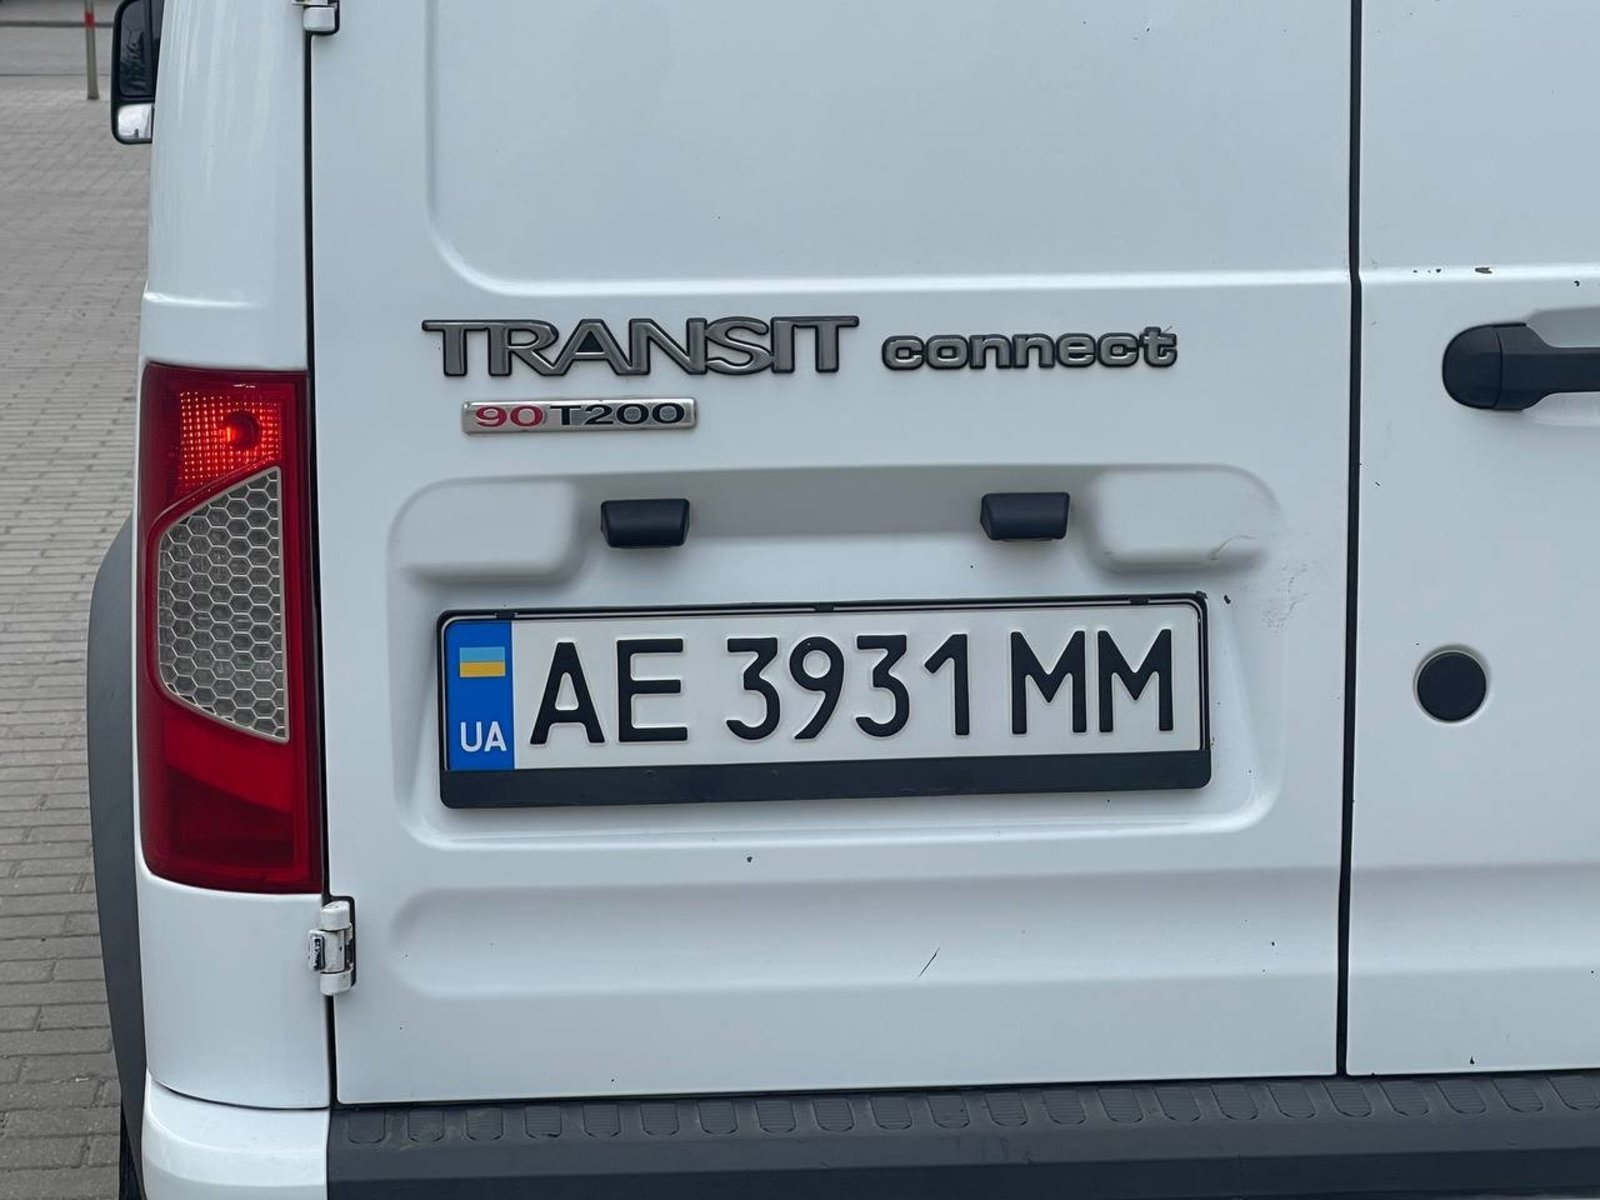 TRANSIT connect
90T200
UA AE 3931 MM